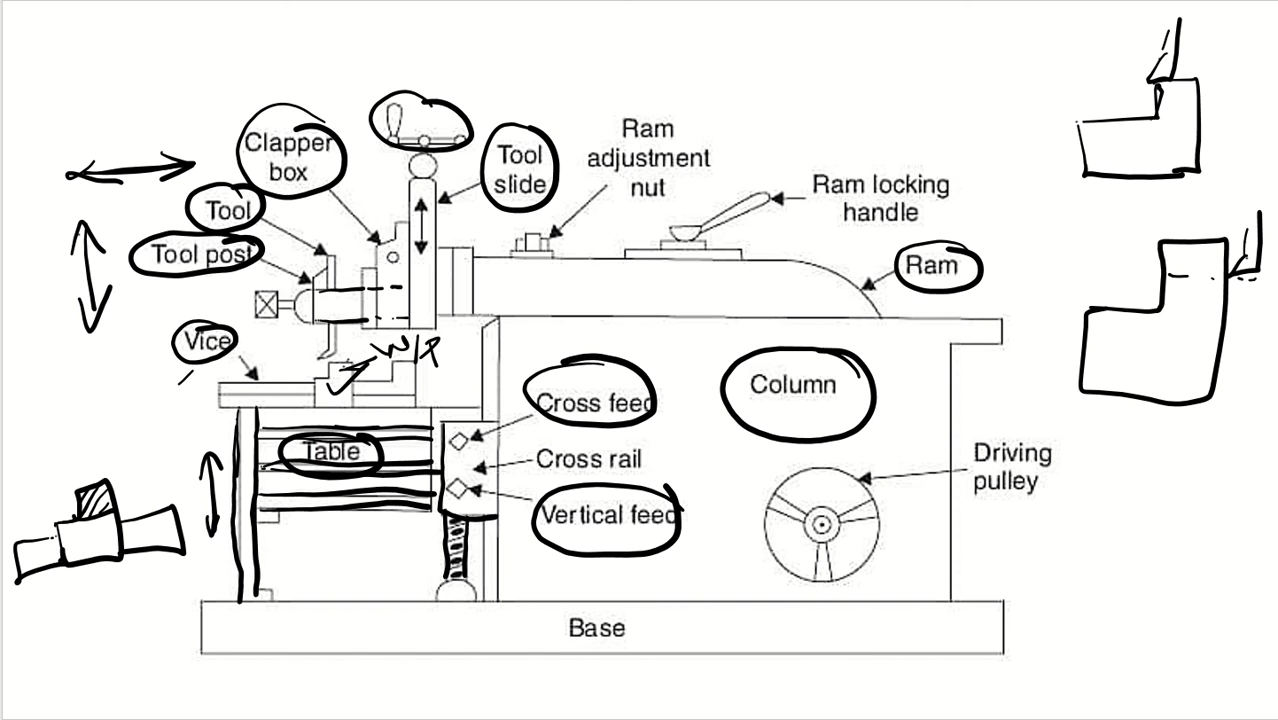 Clapper
box
Tool
slide
Ram
adjustment
nut
Ram locking
handle
Tool
Tool post
Ram
Vice
W/P
Cross feed
Column
Table
Cross rail
Driving
pulley
Vertical feed
Base